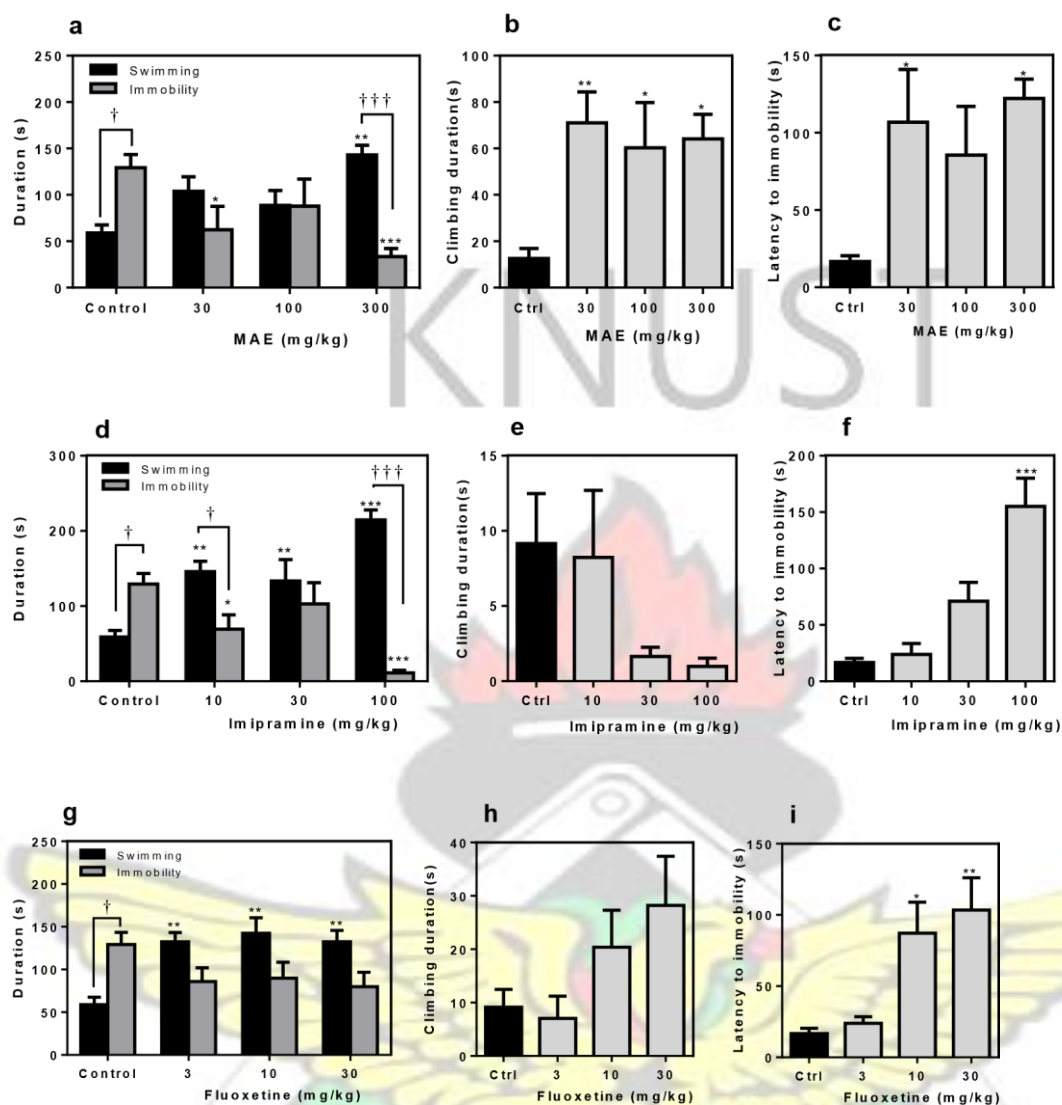 a
Duration (s)
250
200
150
100
50
0
Swimming
Immobility
†
*
**
†††
***
Control 30 100 300
MAE (mg/kg)
b
Climbing duration(s)
100
80
60
40
20
0
**
*
*
Ctrl 30 100 300
MAE (mg/kg)
c
Latency to immobility (s)
150
100
50
0
*
*
Ctrl 30 100 300
MAE (mg/kg)
KNUST
d
Duration (s)
300
200
100
0
Swimming
Immobility
†
**
†
*
**
***
†††
***
Control 10 30 100
Imipramine (mg/kg)
e
Climbing duration(s)
15
10
5
0
Ctrl 10 30 100
Imipramine (mg/kg)
f
Latency to immobility (s)
200
150
100
50
0
***
Ctrl 10 30 100
Imipramine (mg/kg)
g
Duration (s)
250
200
150
100
50
0
Swimming
Immobility
†
**
**
**
Control 3 10 30
Fluoxetine (mg/kg)
h
Climbing duration(s)
40
30
20
10
0
Ctrl 3 10 30
Fluoxetine (mg/kg)
i
Latency to immobility (s)
150
100
50
0
*
**
Ctrl 3 10 30
Fluoxetine (mg/kg)